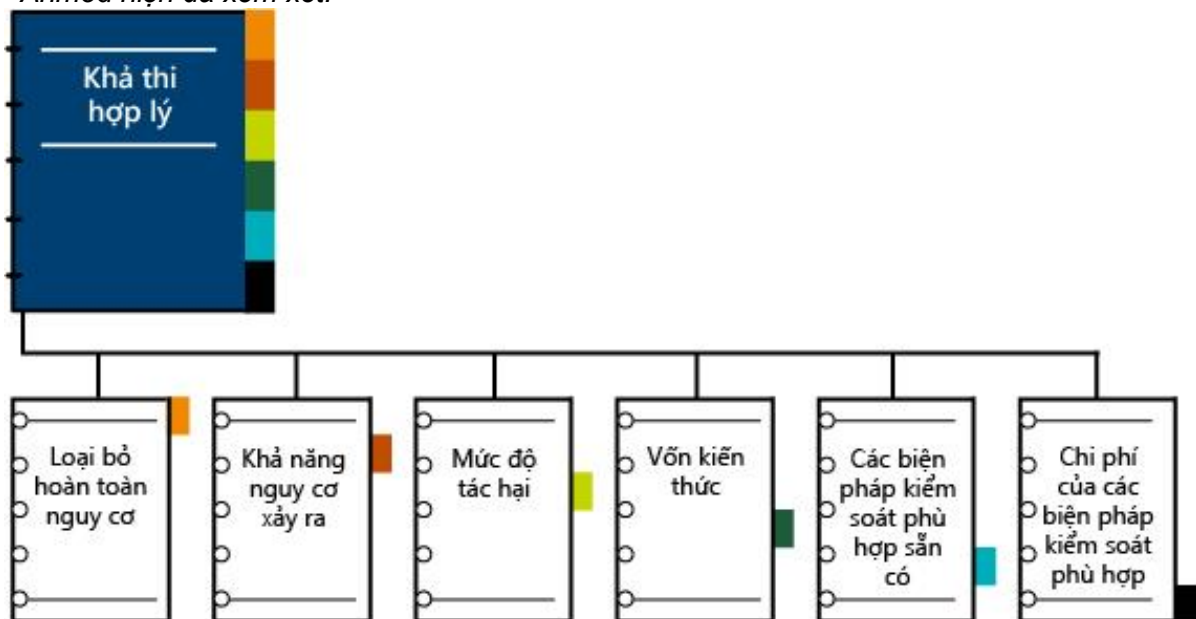 Khả thi
hợp lý
Loại bỏ
hoàn toàn
nguy cơ
Khả năng
nguy cơ
xảy ra
Mức độ
tác hại
Vốn kiến
thức
Các biện
pháp kiểm
soát phù
hợp sẵn
có
Chi phí
của các
biện pháp
kiểm soát
phù hợp